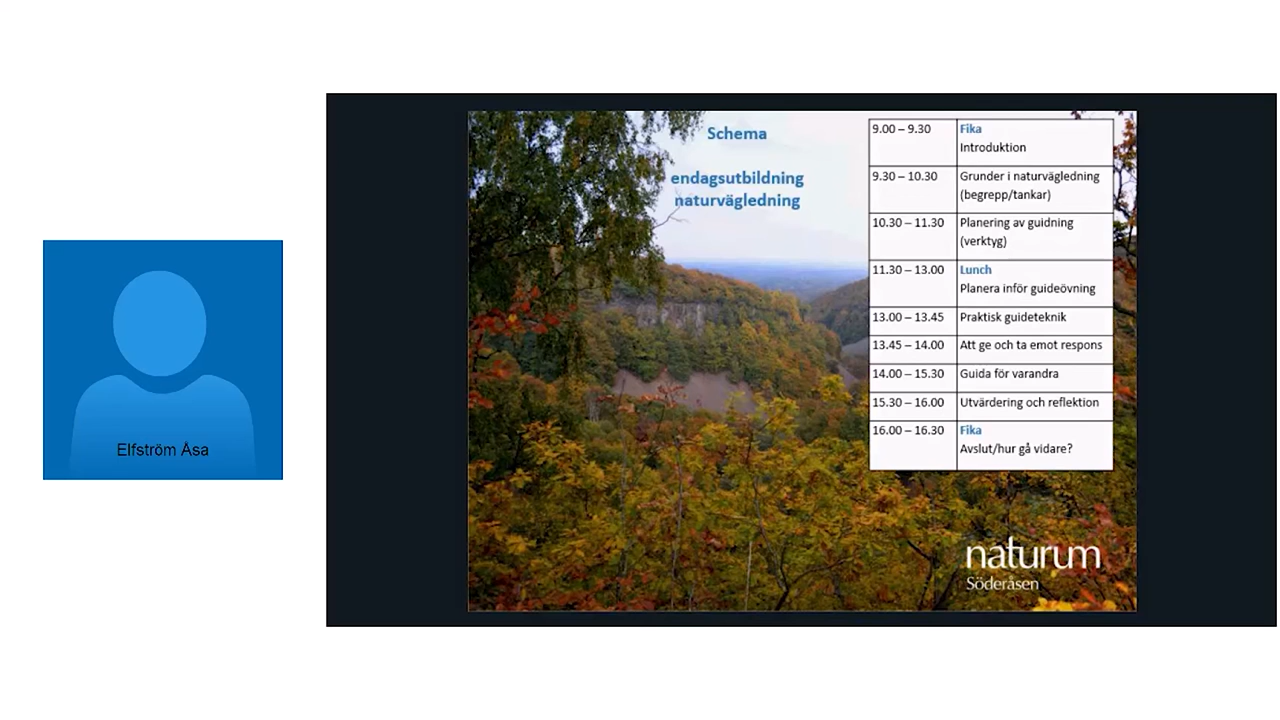 Elfström Åsa
Schema
endagsutbildning
naturvägledning
9.00 – 9.30 Fika
Introduktion
9.30 – 10.30 Grunder i naturvägledning
(begrepp/tankar)
10.30 – 11.30 Planering av guidning
(verktyg)
11.30 – 13.00 Lunch
Planera inför guideövning
13.00 – 13.45 Praktisk guideteknik
13.45 – 14.00 Att ge och ta emot respons
14.00 – 15.30 Guida för varandra
15.30 – 16.00 Utvärdering och reflektion
16.00 – 16.30 Fika
Avslut/hur gå vidare?
naturum
Söderåsen